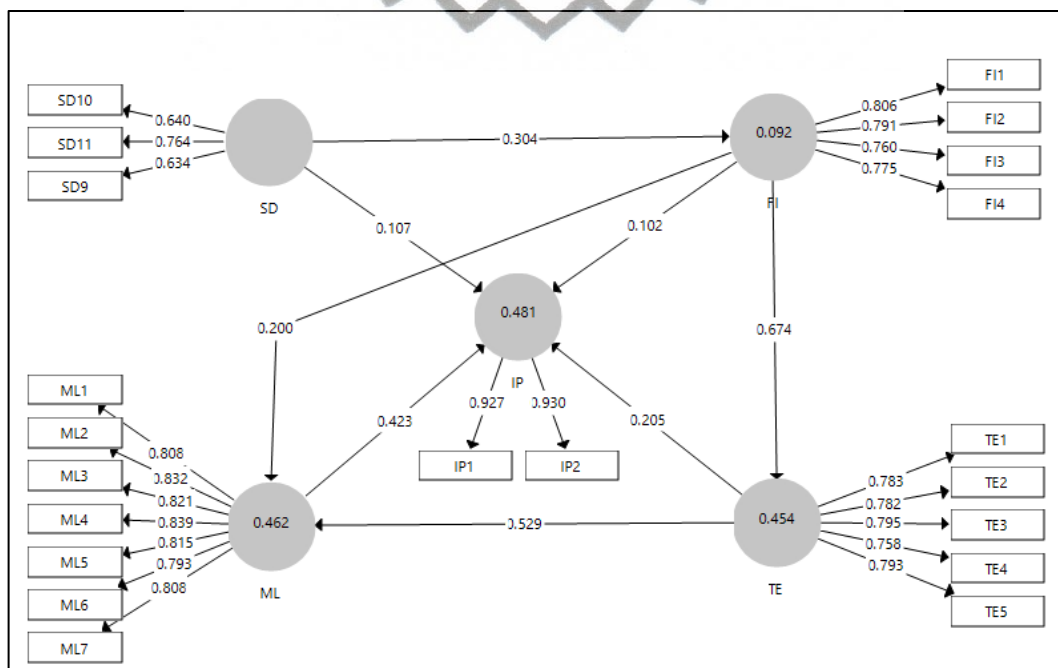 SD10
SD11
SD9
0.640
0.764
0.634
SD
0.304
0.092
FI
0.806
0.791
0.760
0.775
FI1
FI2
FI3
FI4
0.107
0.102
0.481
IP
0.200
0.674
0.423
0.927
0.930
0.205
IP1
IP2
ML1
ML2
ML3
ML4
ML5
ML6
ML7
0.808
0.832
0.821
0.839
0.815
0.793
0.808
0.462
ML
0.529
0.454
TE
0.783
0.782
0.795
0.758
0.793
TE1
TE2
TE3
TE4
TE5